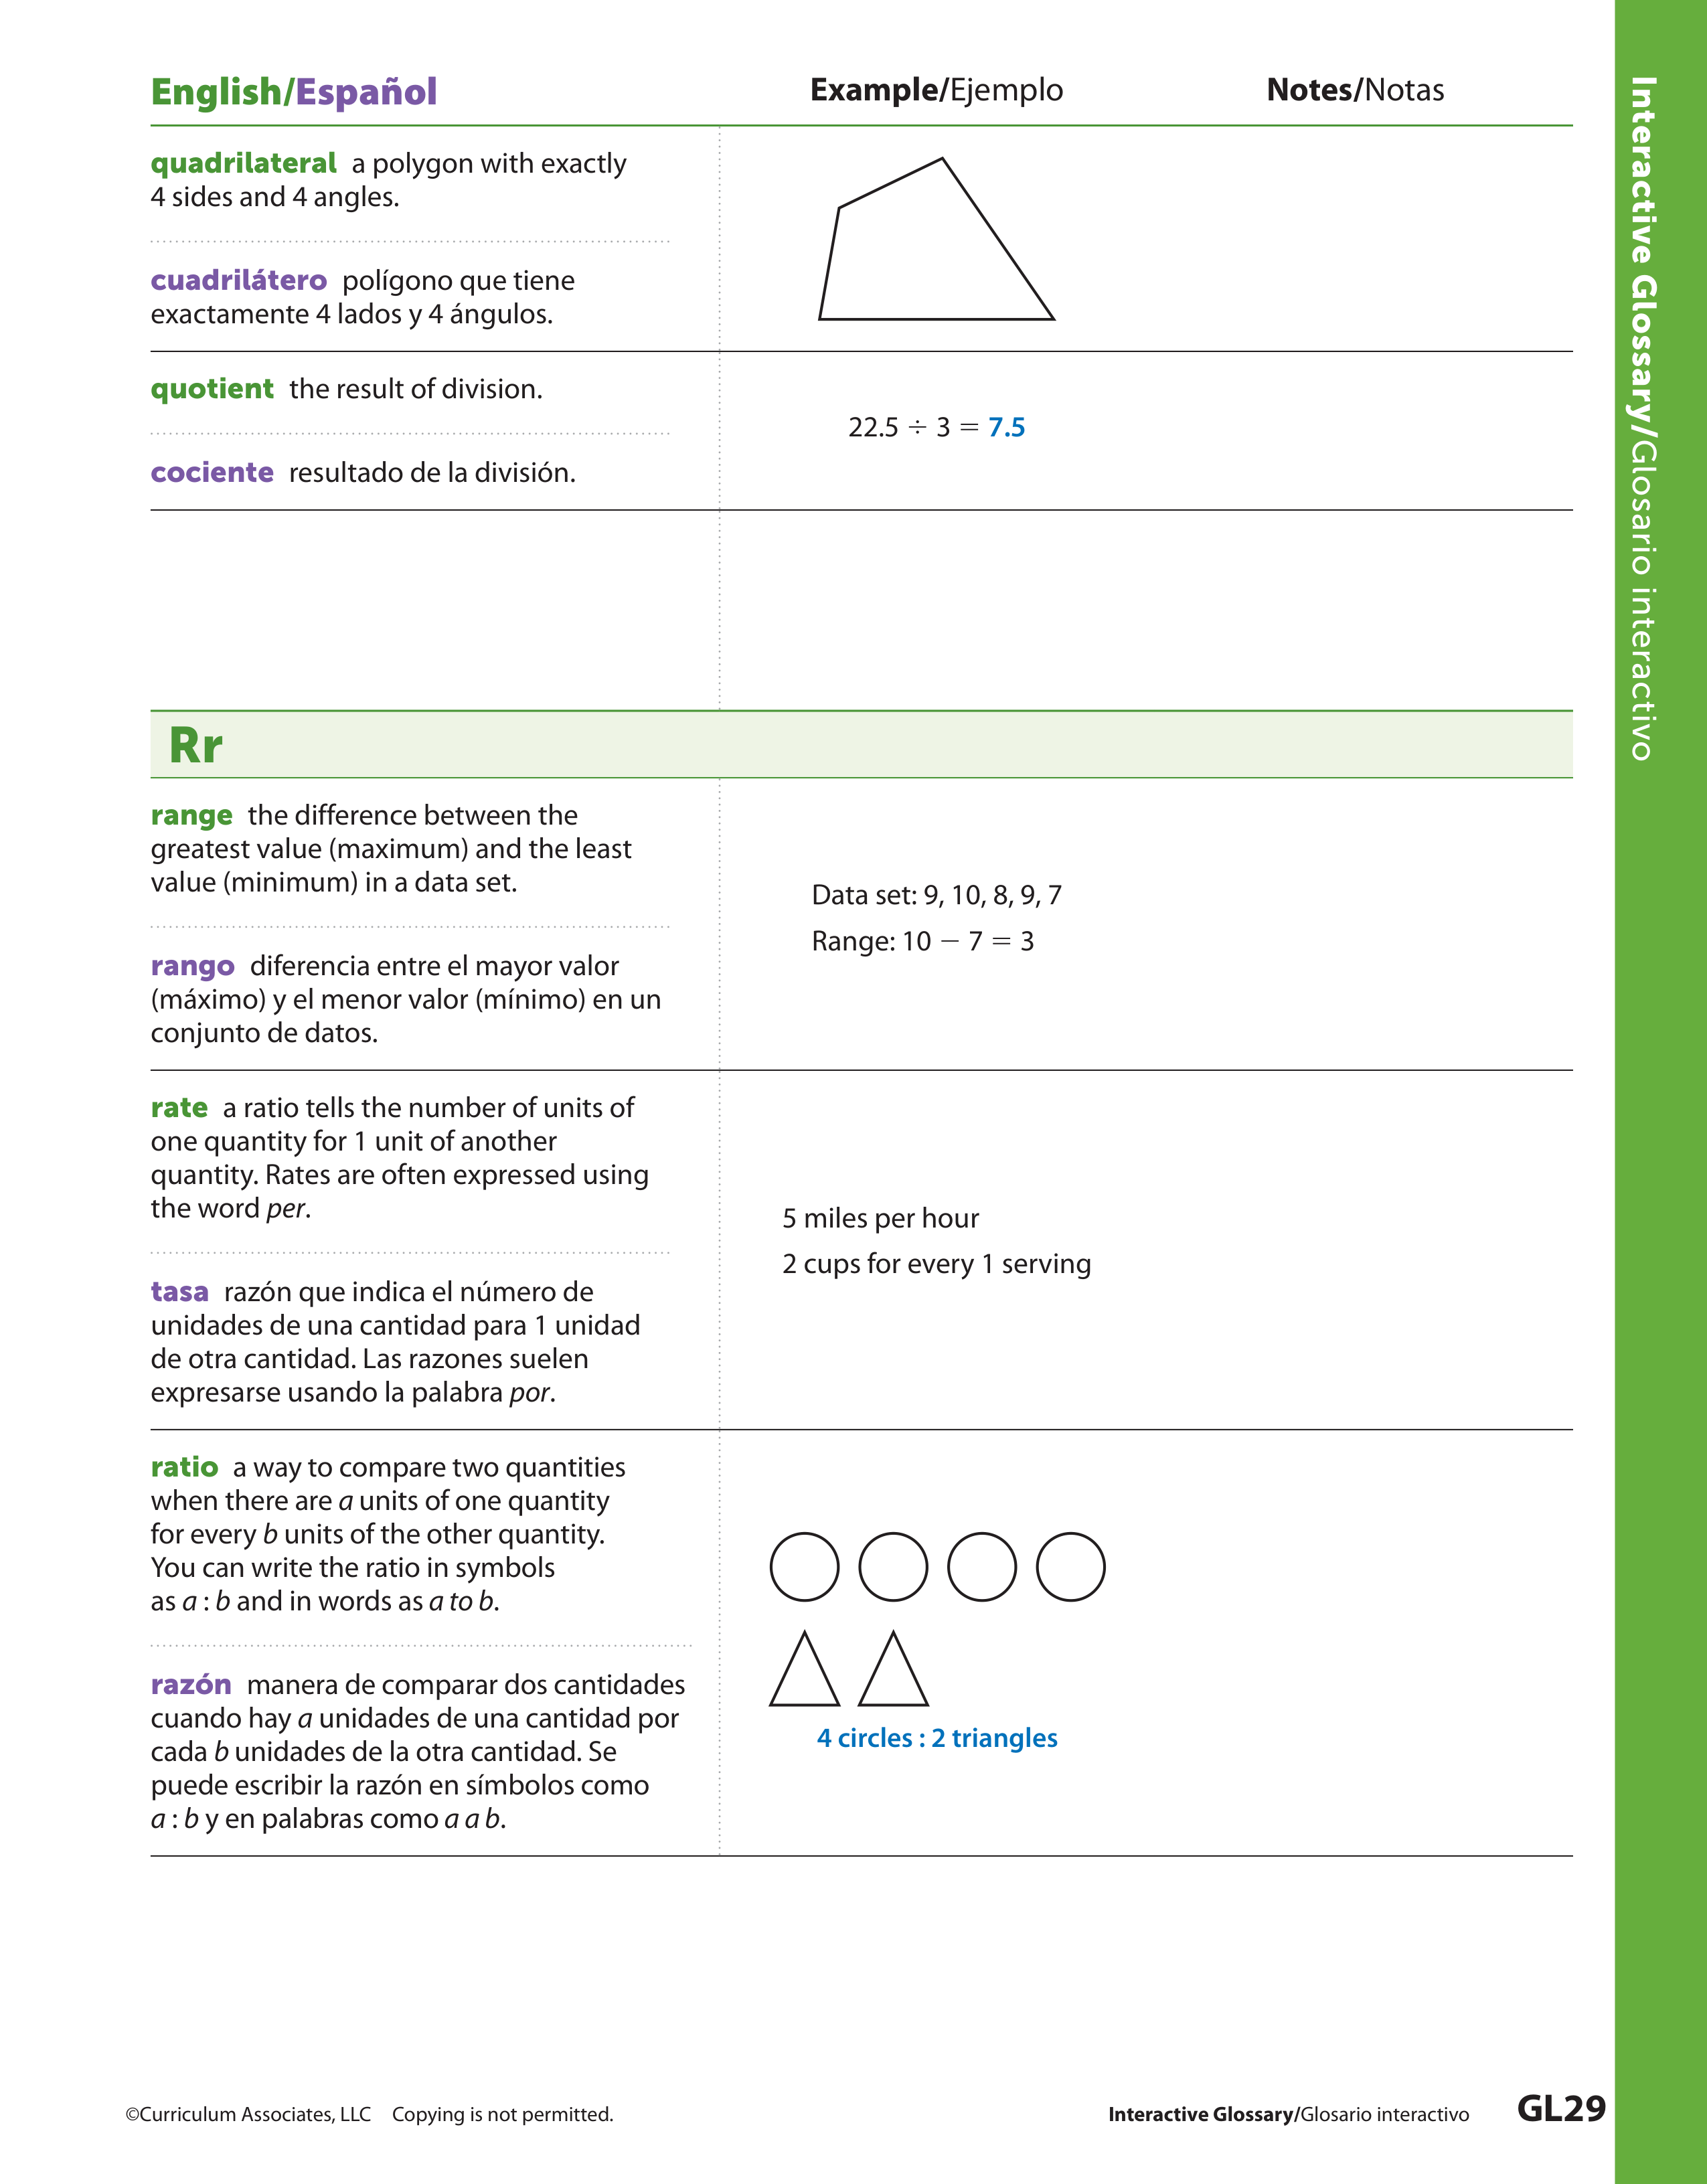 English/Español
Example/Ejemplo
Notes/Notas
quadrilateral a polygon with exactly
4 sides and 4 angles.
cuadrilátero polígono que tiene
exactamente 4 lados y 4 ángulos.
quotient the result of division.
22.5 ÷ 3 = 7.5
cociente resultado de la división.
Rr
range the difference between the
greatest value (maximum) and the least
value (minimum) in a data set.
rango diferencia entre el mayor valor
(máximo) y el menor valor (mínimo) en un
conjunto de datos.
Data set: 9, 10, 8, 9, 7
Range: 10 − 7 = 3
rate a ratio tells the number of units of
one quantity for 1 unit of another
quantity. Rates are often expressed using
the word per.
tasa razón que indica el número de
unidades de una cantidad para 1 unidad
de otra cantidad. Las razones suelen
expresarse usando la palabra por.
5 miles per hour
2 cups for every 1 serving
ratio a way to compare two quantities
when there are a units of one quantity
for every b units of the other quantity.
You can write the ratio in symbols
as a : b and in words as a to b.
razón manera de comparar dos cantidades
cuando hay a unidades de una cantidad por
cada b unidades de la otra cantidad. Se
puede escribir la razón en símbolos como
a : b y en palabras como a a b.
4 circles : 2 triangles
Interactive Glossary/Glosario interactivo
©Curriculum Associates, LLC Copying is not permitted.
Interactive Glossary/Glosario interactivo
GL29